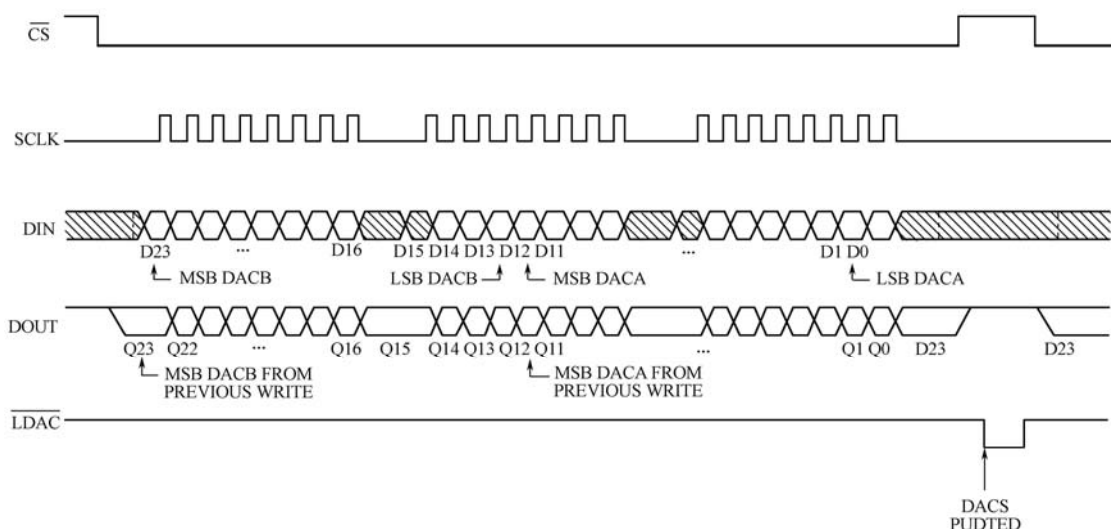 CS
SCLK
DIN
D23 ... D16 D15 D14 D13 D12 D11 ... D1 D0
MSB DACB LSB DACB MSB DACA LSB DACA
DOUT
Q23 Q22 ... Q16 Q15 Q14 Q13 Q12 Q11 ... Q1 Q0 D23 D23
MSB DACB FROM
PREVIOUS WRITE
MSB DACA FROM
PREVIOUS WRITE
LDAC
DACS
PUDTED